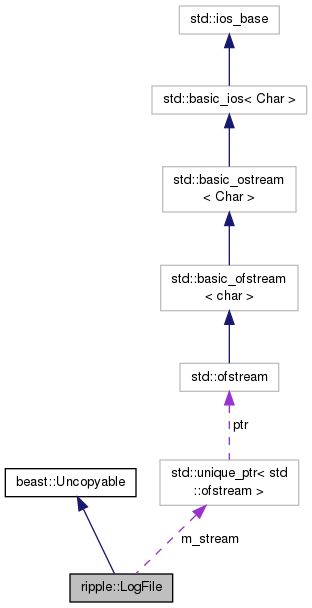 std::ios_base
std::basic_ios< Char >
std::basic_ostream
< Char >
std::basic_ofstream
< char >
std::ofstream
ptr
beast::Uncopyable
std::unique_ptr< std
::ofstream >
m_stream
ripple::LogFile